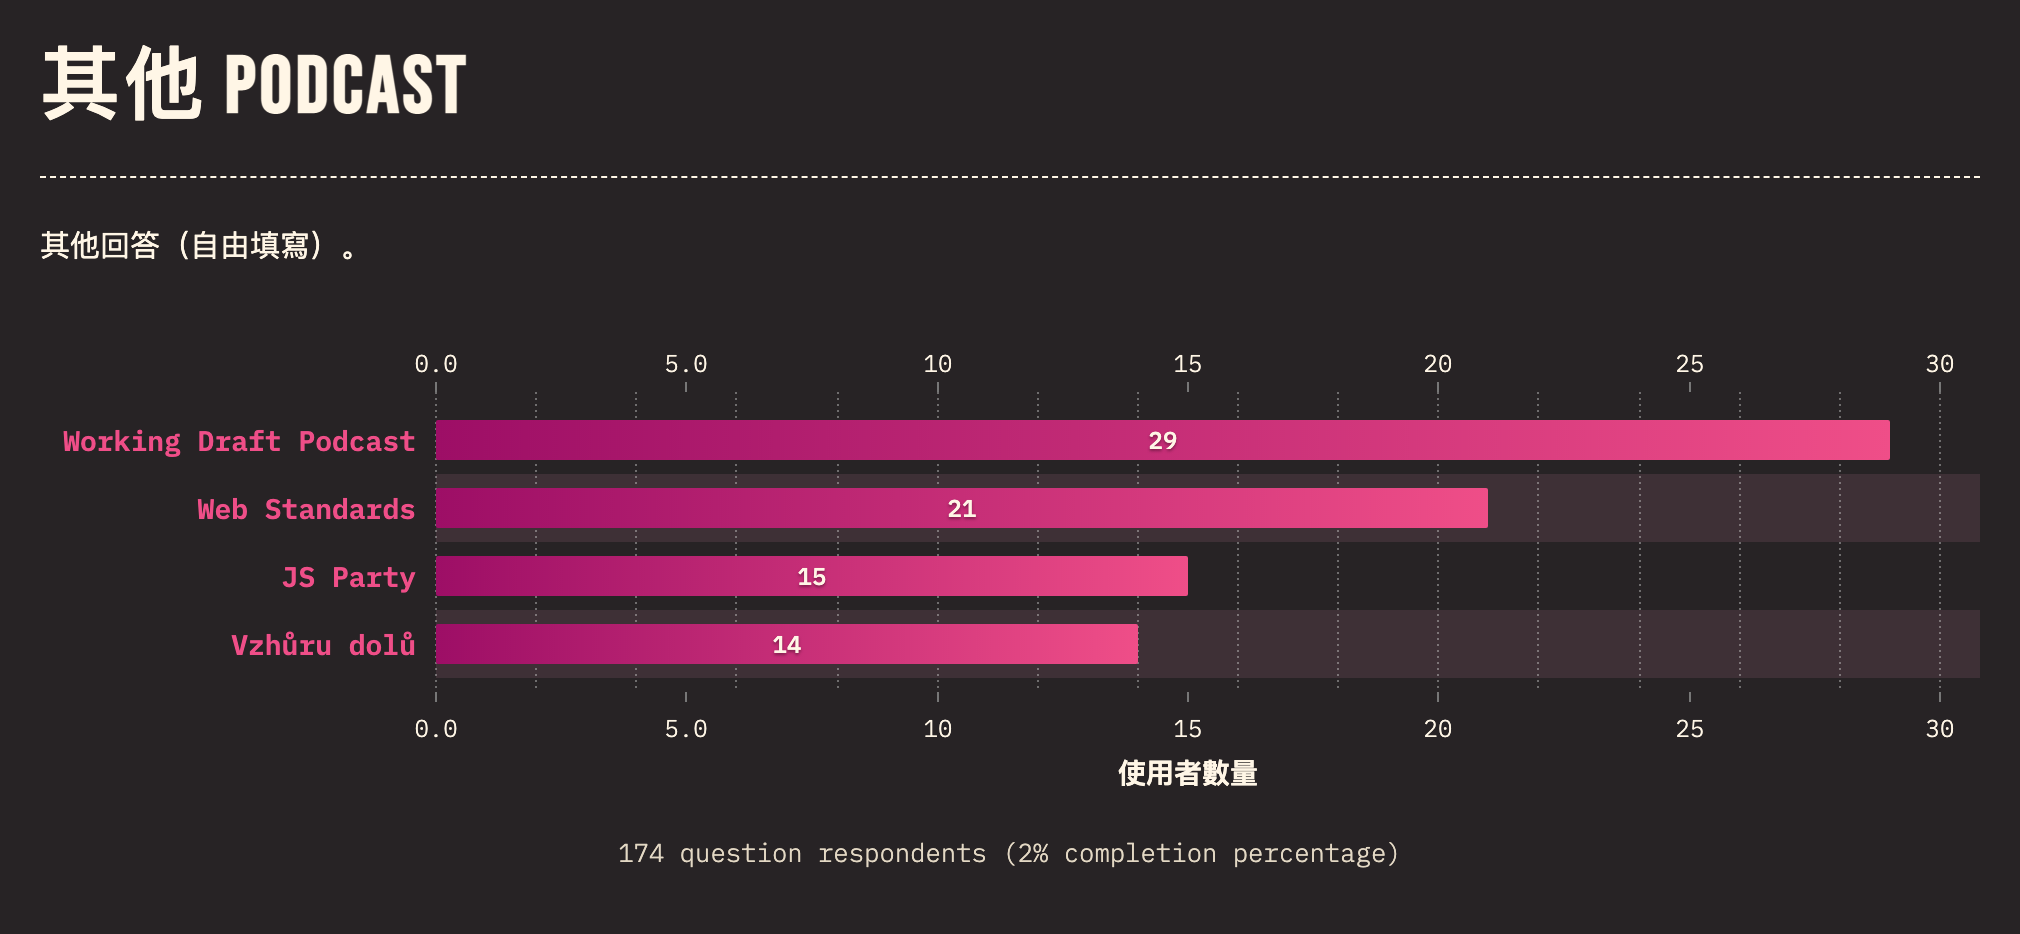 其他 PODCAST
其他回答（自由填寫）。
0.0 5.0 10 15 20 25 30
Working Draft Podcast 29
Web Standards 21
JS Party 15
Vzhůru dolů 14
0.0 5.0 10 15 20 25 30
使用者數量
174 question respondents (2% completion percentage)